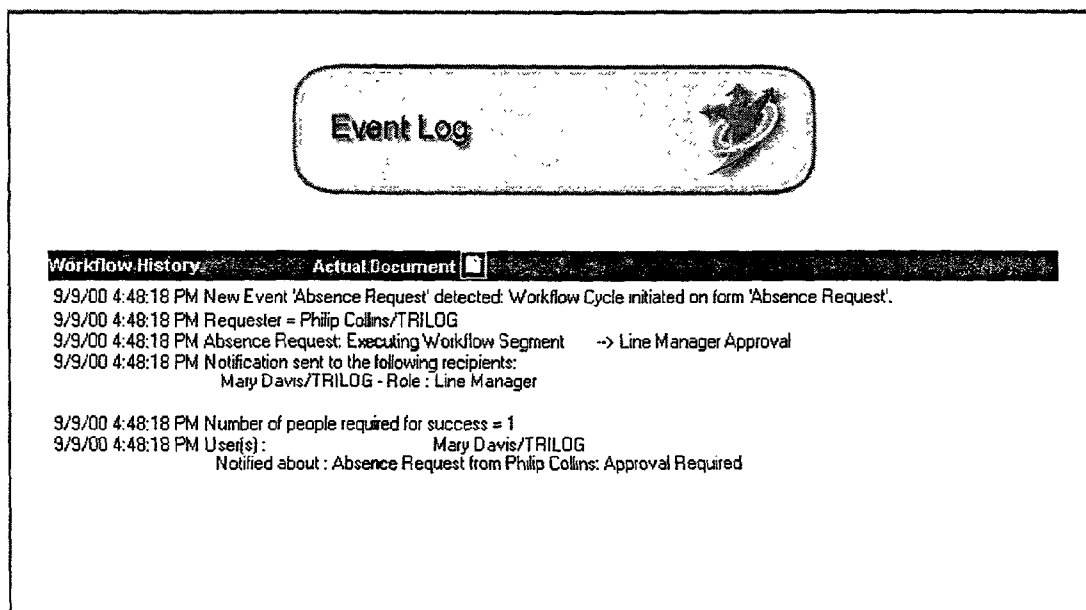 Event Log
Workflow History Actual Document
9/9/00 4:48:18 PM New Event 'Absence Request' detected: Workflow Cycle initiated on form 'Absence Request'.
9/9/00 4:48:18 PM Requester = Philip Collins/TRILOG
9/9/00 4:48:18 PM Absence Request: Executing Workflow Segment --> Line Manager Approval
9/9/00 4:48:18 PM Notification sent to the following recipients:
Mary Davis/TRILOG - Role : Line Manager
9/9/00 4:48:18 PM Number of people required for success = 1
9/9/00 4:48:18 PM User(s) : Mary Davis/TRILOG
Notified about : Absence Request from Philip Collins: Approval Required